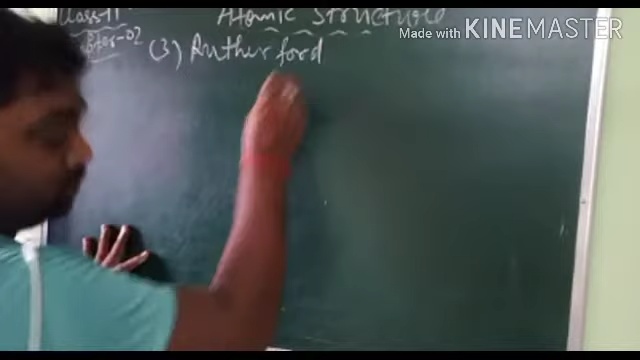 Class-11 Atomic Structure
Made with KINEMASTER
(3) Rutherford